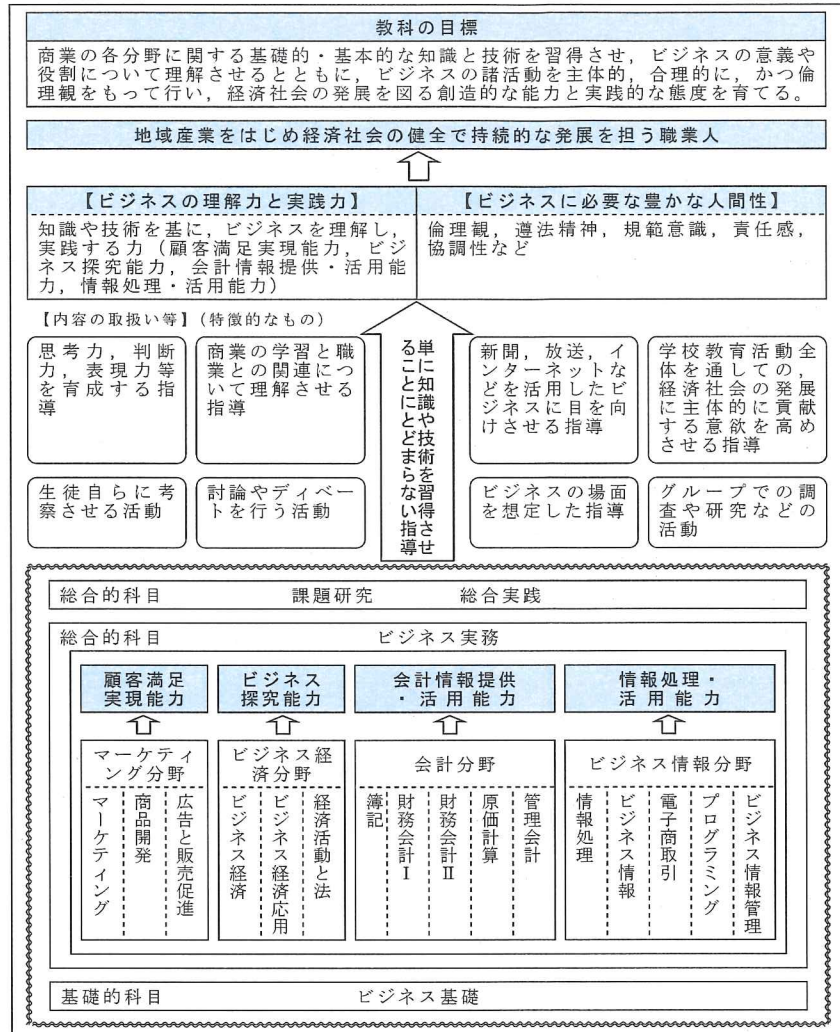 教科の目標
商業の各分野に関する基礎的・基本的な知識と技術を習得させ，ビジネスの意義や
役割について理解させるとともに，ビジネスの諸活動を主体的，合理的に，かつ倫
理観をもって行い，経済社会の発展を図る創造的な能力と実践的な態度を育てる。
地域産業をはじめ経済社会の健全で持続的な発展を担う職業人
【ビジネスの理解力と実践力】
知識や技術を基に，ビジネスを理解し，
実践する力（顧客満足実現能力，ビジ
ネス探究能力，会計情報提供・活用能
力，情報処理・活用能力）
【ビジネスに必要な豊かな人間性】
倫理観，遵法精神，規範意識，責任感，
協調性など
【内容の取扱い等】（特徴的なもの）
思考力，判断
力，表現力等
を育成する指
導
商業の学習と職
業との関連につ
いて理解させる
指導
単に知識や技術を習得させ
ることにとどまらない指導
新聞，放送，イ
ンターネットな
どを活用したビ
ジネスに目を向
けさせる指導
学校教育活動全
体を通しての，
経済社会の発展
に主体的に貢献
する意欲を高め
させる指導
生徒自らに考
察させる活動
討論やディベー
トを行う活動
ビジネスの場面
を想定した指導
グループでの調
査や研究などの
活動
総合的科目 課題研究 総合実践
総合的科目 ビジネス実務
顧客満足
実現能力
ビジネス
探究能力
会計情報提供
・活用能力
情報処理・
活用能力
マーケティ
ング分野
マーケティング
商品開発
広告と販売促進
ビジネス経
済分野
ビジネス経済
ビジネス経済応用
経済活動と法
会計分野
簿記
財務会計Ⅰ
財務会計Ⅱ
原価計算
管理会計
ビジネス情報分野
情報処理
ビジネス情報
電子商取引
プログラミング
ビジネス情報管理
基礎的科目 ビジネス基礎